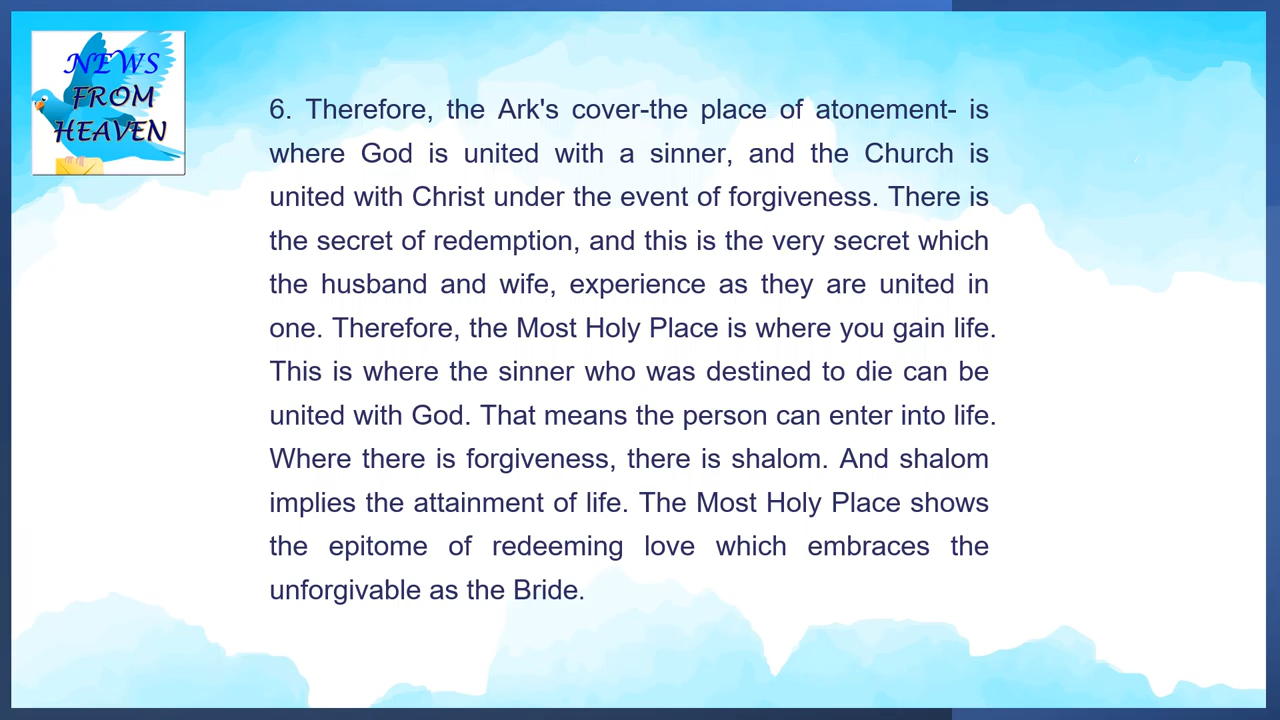 NEWS
FROM
HEAVEN
6. Therefore, the Ark's cover-the place of atonement- is
where God is united with a sinner, and the Church is
united with Christ under the event of forgiveness. There is
the secret of redemption, and this is the very secret which
the husband and wife, experience as they are united in
one. Therefore, the Most Holy Place is where you gain life.
This is where the sinner who was destined to die can be
united with God. That means the person can enter into life.
Where there is forgiveness, there is shalom. And shalom
implies the attainment of life. The Most Holy Place shows
the epitome of redeeming love which embraces the
unforgivable as the Bride.